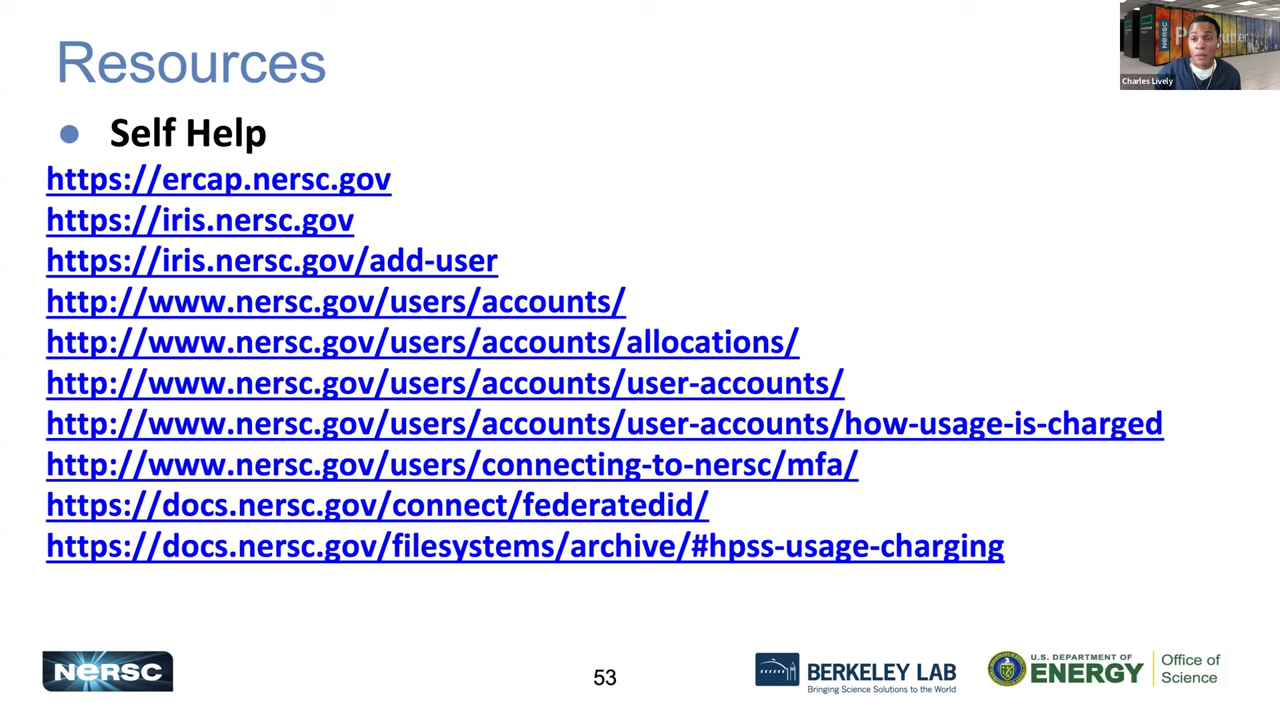 Resources
Charles Lively
● Self Help
https://ercap.nersc.gov
https://iris.nersc.gov
https://iris.nersc.gov/add-user
http://www.nersc.gov/users/accounts/
http://www.nersc.gov/users/accounts/allocations/
http://www.nersc.gov/users/accounts/user-accounts/
http://www.nersc.gov/users/accounts/user-accounts/how-usage-is-charged
http://www.nersc.gov/users/connecting-to-nersc/mfa/
https://docs.nersc.gov/connect/federatedid/
https://docs.nersc.gov/filesystems/archive/#hpss-usage-charging
NERSC
53
BERKELEY LAB
Bringing Science Solutions to the World
U.S. DEPARTMENT OF
ENERGY
Office of
Science